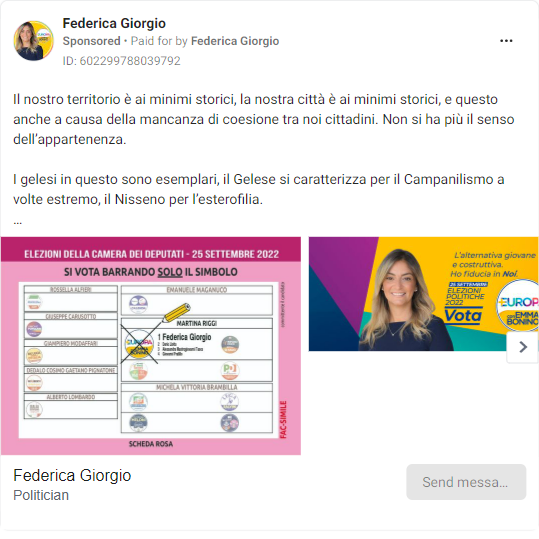 Federica Giorgio
Sponsored • Paid for by Federica Giorgio
ID: 602299788039792
Il nostro territorio è ai minimi storici, la nostra città è ai minimi storici, e questo
anche a causa della mancanza di coesione tra noi cittadini. Non si ha più il senso
dell'appartenenza.
I gelesi in questo sono esemplari, il Gelese si caratterizza per il Campanilismo a
volte estremo, il Nisseno per l'esterofilia.
...
ELEZIONI DELLA CAMERA DEI DEPUTATI - 25 SETTEMBRE 2022
SI VOTA BARRANDO SOLO IL SIMBOLO
ROSSELLA ALFIERI
EMANUELE MAGANUCO
GIUSEPPE CARUSOTTO
MARTINA RIGGI
1 Federica Giorgio
GIAMPIERO MODAFFARI
DEDALO COSIMO GAETANO PIGNATONE
MICHELA VITTORIA BRAMBILLA
ALBERTO LOMBARDO
FAC-SIMILE
SCHEDA ROSA
L'alternativa giovane
e costruttiva.
Ho fiducia in Noi.
25 SETTEMBRE
ELEZIONI
POLITICHE
2022
Vota
EUROPA
EMMA
BONINO
Federica Giorgio
Politician
Send messa...